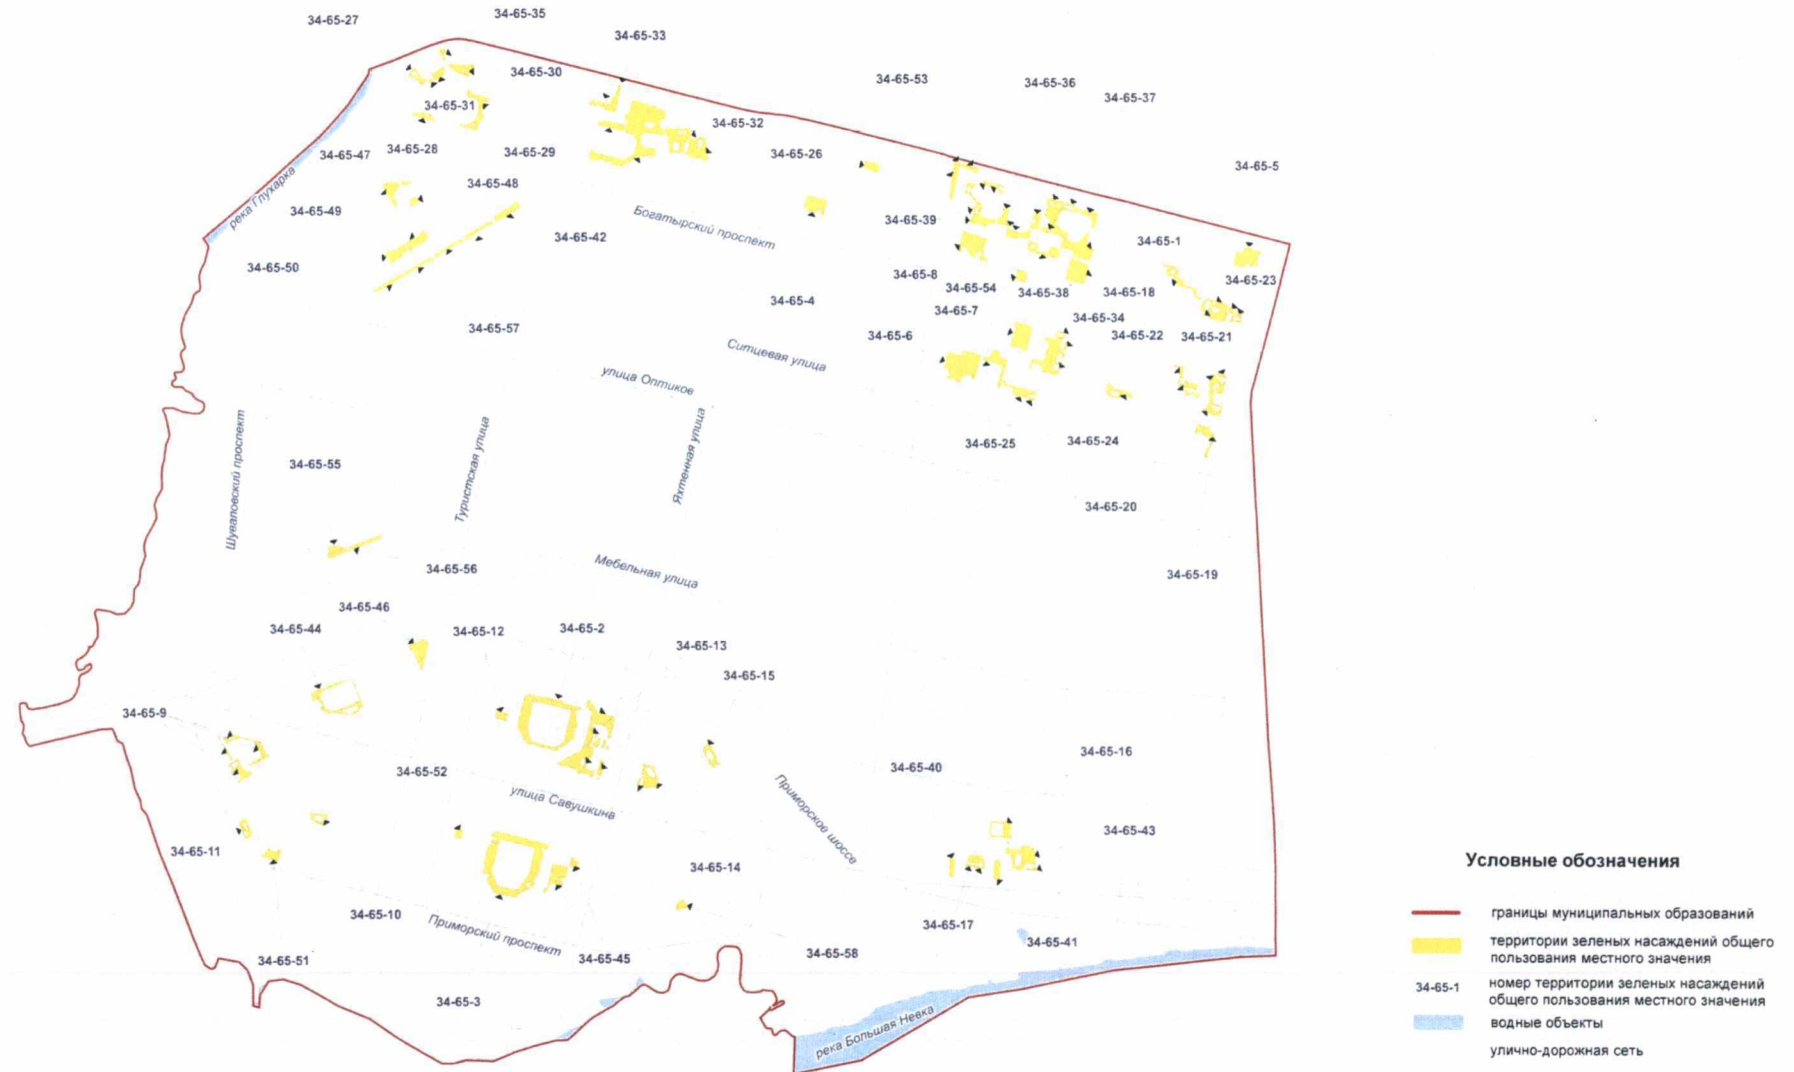 34-65-27
34-65-35
34-65-33
34-65-30
34-65-53
34-65-36
34-65-37
34-65-31
34-65-32
34-65-47
34-65-28
34-65-29
34-65-26
34-65-5
34-65-48
река Глухарка
34-65-49
34-65-42
Богатырский проспект
34-65-39
34-65-1
34-65-50
34-65-8
34-65-54
34-65-38
34-65-18
34-65-23
34-65-4
34-65-7
34-65-34
34-65-57
34-65-6
34-65-22
34-65-21
Ситцевая улица
улица Оптиков
Шуваловский проспект
Туристская улица
Яхтенная улица
34-65-25
34-65-24
34-65-55
34-65-20
34-65-56
Мебельная улица
34-65-19
34-65-46
34-65-44
34-65-12
34-65-2
34-65-13
34-65-15
34-65-9
34-65-52
улица Савушкина
Приморское шоссе
34-65-40
34-65-16
34-65-43
34-65-11
34-65-14
34-65-10
Приморский проспект
34-65-17
34-65-41
34-65-51
34-65-45
34-65-58
34-65-3
река Большая Невка
Условные обозначения
границы муниципальных образований
территории зеленых насаждений общего
пользования местного значения
34-65-1
номер территории зеленых насаждений
общего пользования местного значения
водные объекты
улично-дорожная сеть